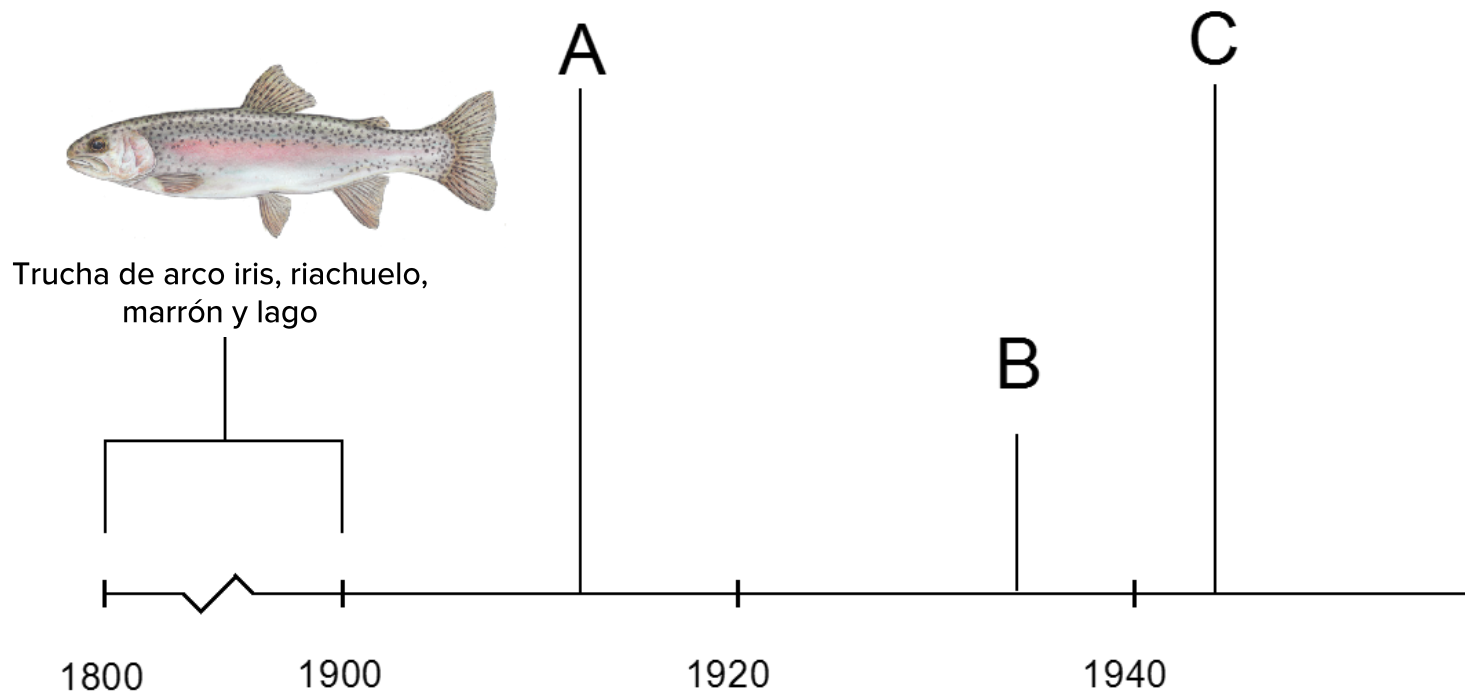 A
C
Trucha de arco iris, riachuelo,
marrón y lago
B
1800
1900
1920
1940